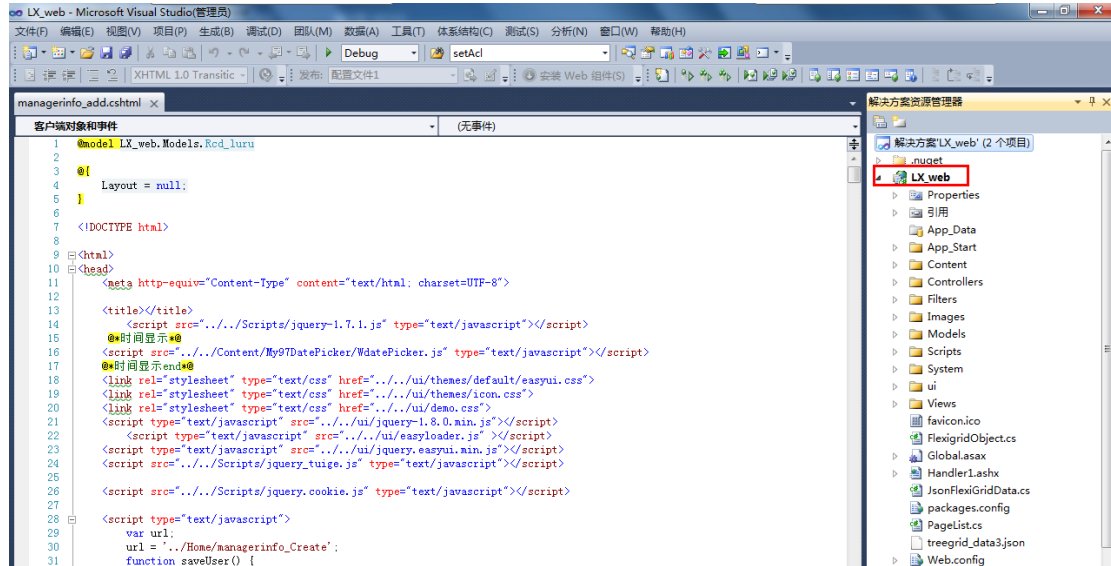 LX_web - Microsoft Visual Studio(管理员)
文件(F) 编辑(E) 视图(V) 项目(P) 生成(B) 调试(D) 团队(M) 数据(A) 工具(T) 体系结构(C) 测试(S) 分析(N) 窗口(W) 帮助(H)
Debug setAcl
XHTML 1.0 Transitic 发布: 配置文件1 安装 Web 组件(S)
managerinfo_add.cshtml
客户端对象和事件 (无事件)
1 @model LX_web.Models.Rcd_luru
2
3 @{
4 Layout = null;
5 }
6
7 <!DOCTYPE html>
8
9 <html>
10 <head>
11 <meta http-equiv="Content-Type" content="text/html; charset=UTF-8">
12
13 <title></title>
14 <script src="../../Scripts/jquery-1.7.1.js" type="text/javascript"></script>
15 @*时间显示*@
16 <script src="../../Content/My97DatePicker/WdatePicker.js" type="text/javascript"></script>
17 @*时间显示end*@
18 <link rel="stylesheet" type="text/css" href="../../ui/themes/default/easyui.css">
19 <link rel="stylesheet" type="text/css" href="../../ui/themes/icon.css">
20 <link rel="stylesheet" type="text/css" href="../../ui/demo.css">
21 <script type="text/javascript" src="../../ui/jquery-1.8.0.min.js"></script>
22 <script type="text/javascript" src="../../ui/easyloader.js" ></script>
23 <script type="text/javascript" src="../../ui/jquery.easyui.min.js"></script>
24 <script src="../../Scripts/jquery_tuige.js" type="text/javascript"></script>
25
26 <script src="../../Scripts/jquery.cookie.js" type="text/javascript"></script>
27
28 <script type="text/javascript">
29 var url;
30 url = '../Home/managerinfo_Create';
31 function saveUser() {
解决方案资源管理器
解决方案'LX_web' (2 个项目)
.nuget
LX_web
Properties
引用
App_Data
App_Start
Content
Controllers
Filters
Images
Models
Scripts
System
ui
Views
favicon.ico
FlexigridObject.cs
Global.asax
Handler1.ashx
JsonFlexiGridData.cs
packages.config
PageList.cs
treegrid_data3.json
Web.config